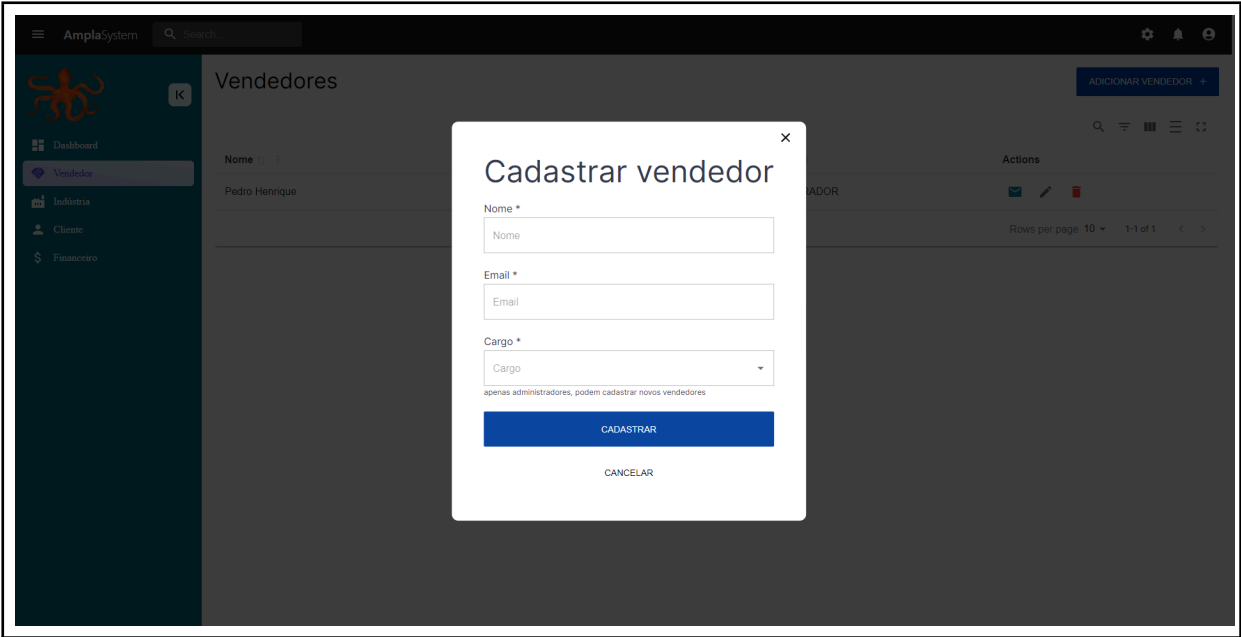 AmplaSystem Search...
Vendedores
ADICIONAR VENDEDOR +
Dashboard
Vendedor
Indústria
Cliente
Financeiro
Nome
Actions
Pedro Henrique
RADOR
Rows per page 10 1-1 of 1
Cadastrar vendedor
Nome *
Nome
Email *
Email
Cargo *
Cargo
apenas administradores, podem cadastrar novos vendedores
CADASTRAR
CANCELAR